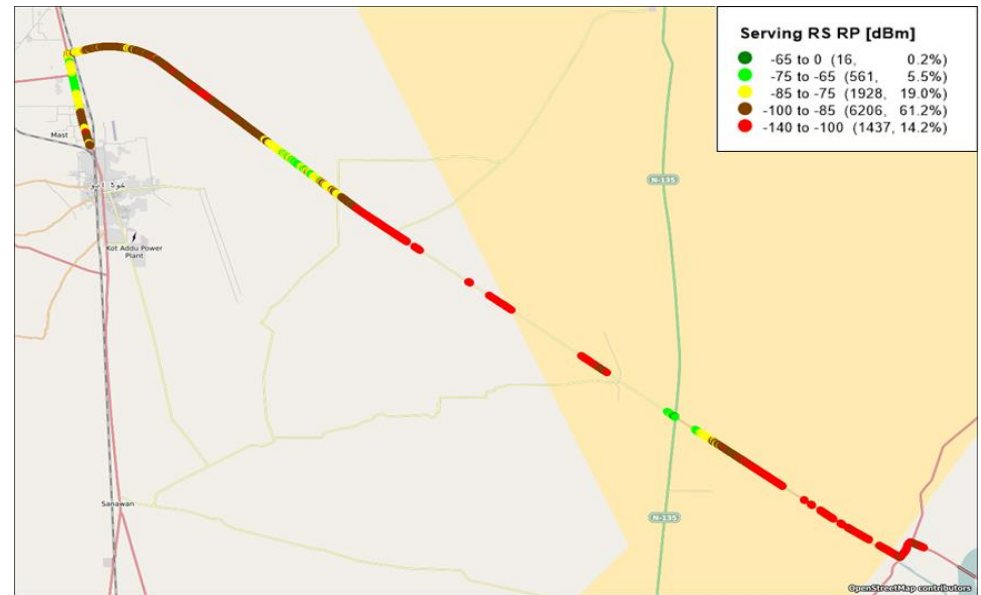 Serving RS RP [dBm]
-65 to 0 (16, 0.2%)
-75 to -65 (561, 5.5%)
-85 to -75 (1928, 19.0%)
-100 to -85 (6206, 61.2%)
-140 to -100 (1437, 14.2%)
Mast
N-135
Kot Addu Power
Plant
Sanawan
N-135
OpenStreetMap contributors